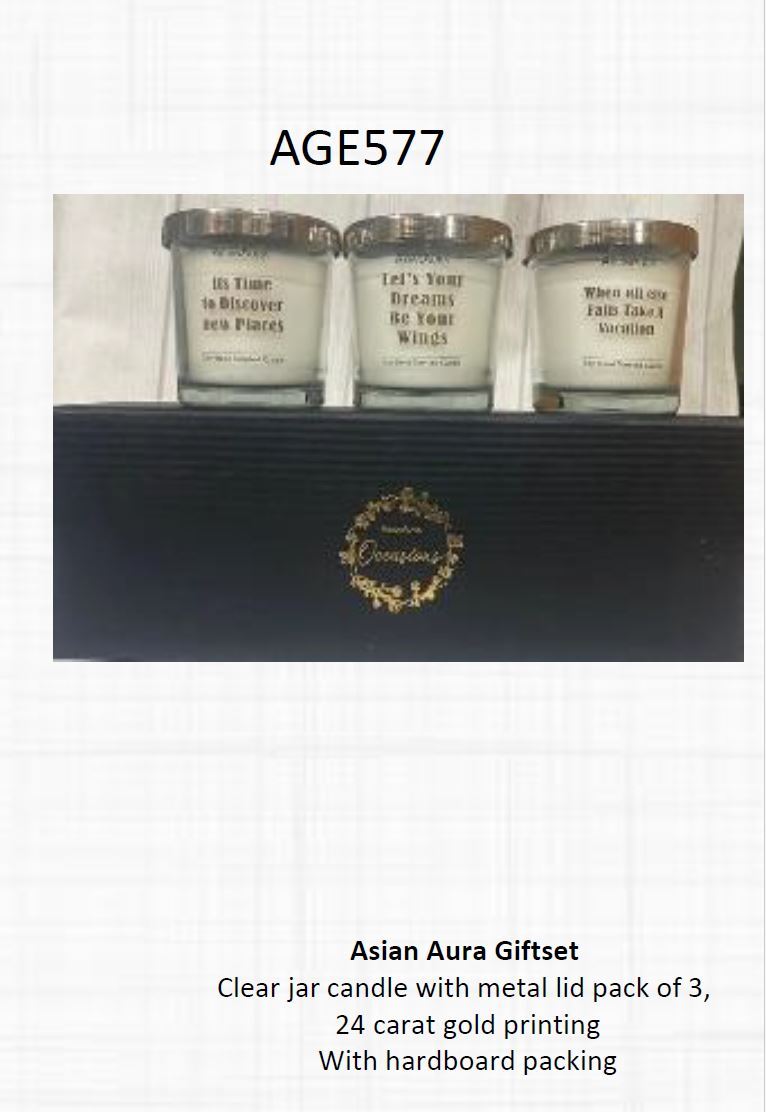 AGE577
It's Time
to Discover
new Places
Let's Your
Dreams
Be Your
Wings
When all else
Fails Take A
Vacation
Occasions
Asian Aura Giftset
Clear jar candle with metal lid pack of 3,
24 carat gold printing
With hardboard packing